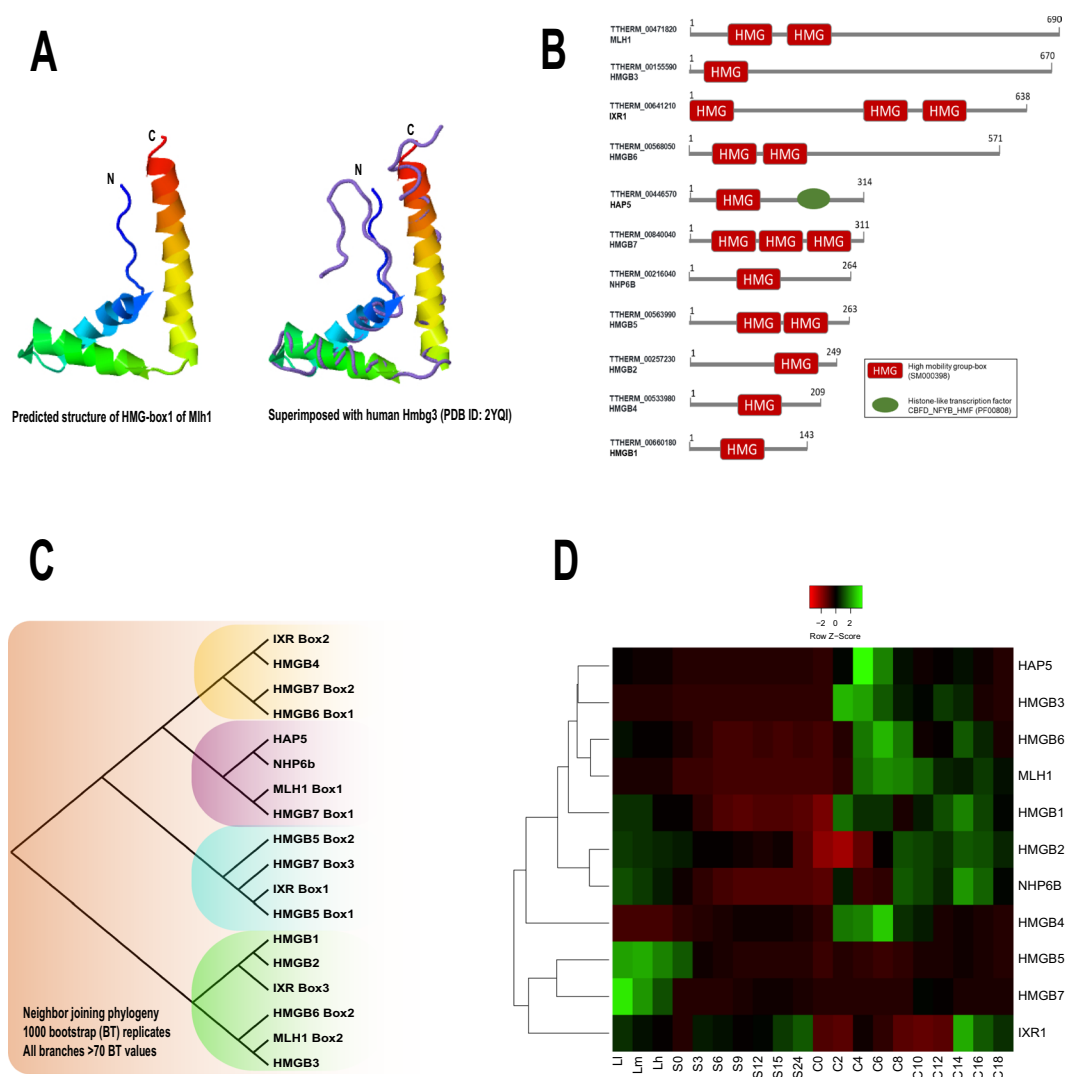 A
C
N
Predicted structure of HMG-box1 of Mlh1
C
N
Superimposed with human Hmbg3 (PDB ID: 2YQI)
B
TTHERM_00471820
MLH1
1
HMG
HMG
690
TTHERM_00155590
HMGB3
1
HMG
670
TTHERM_00641210
IXR1
1
HMG
HMG
HMG
638
TTHERM_00568050
HMGB6
1
HMG
HMG
571
TTHERM_00446570
HAP5
1
HMG
314
TTHERM_00840040
HMGB7
1
HMG
HMG
HMG
311
TTHERM_00216040
NHP6B
1
HMG
264
TTHERM_00563990
HMGB5
1
HMG
HMG
263
TTHERM_00257230
HMGB2
1
HMG
249
TTHERM_00533980
HMGB4
1
HMG
209
TTHERM_00660180
HMGB1
1
HMG
143
HMG
High mobility group-box
(SM000398)
Histone-like transcription factor
CBFD_NFYB_HMF (PF00808)
C
IXR Box2
HMGB4
HMGB7 Box2
HMGB6 Box1
HAP5
NHP6b
MLH1 Box1
HMGB7 Box1
HMGB5 Box2
HMGB7 Box3
IXR Box1
HMGB5 Box1
HMGB1
HMGB2
IXR Box3
HMGB6 Box2
MLH1 Box2
HMGB3
Neighbor joining phylogeny
1000 bootstrap (BT) replicates
All branches >70 BT values
D
−2 0 2
Row Z−Score
HAP5
HMGB3
HMGB6
MLH1
HMGB1
HMGB2
NHP6B
HMGB4
HMGB5
HMGB7
IXR1
Ll Lm Lh S0 S3 S6 S9 S12 S15 S24 C0 C2 C4 C6 C8 C10 C12 C14 C16 C18